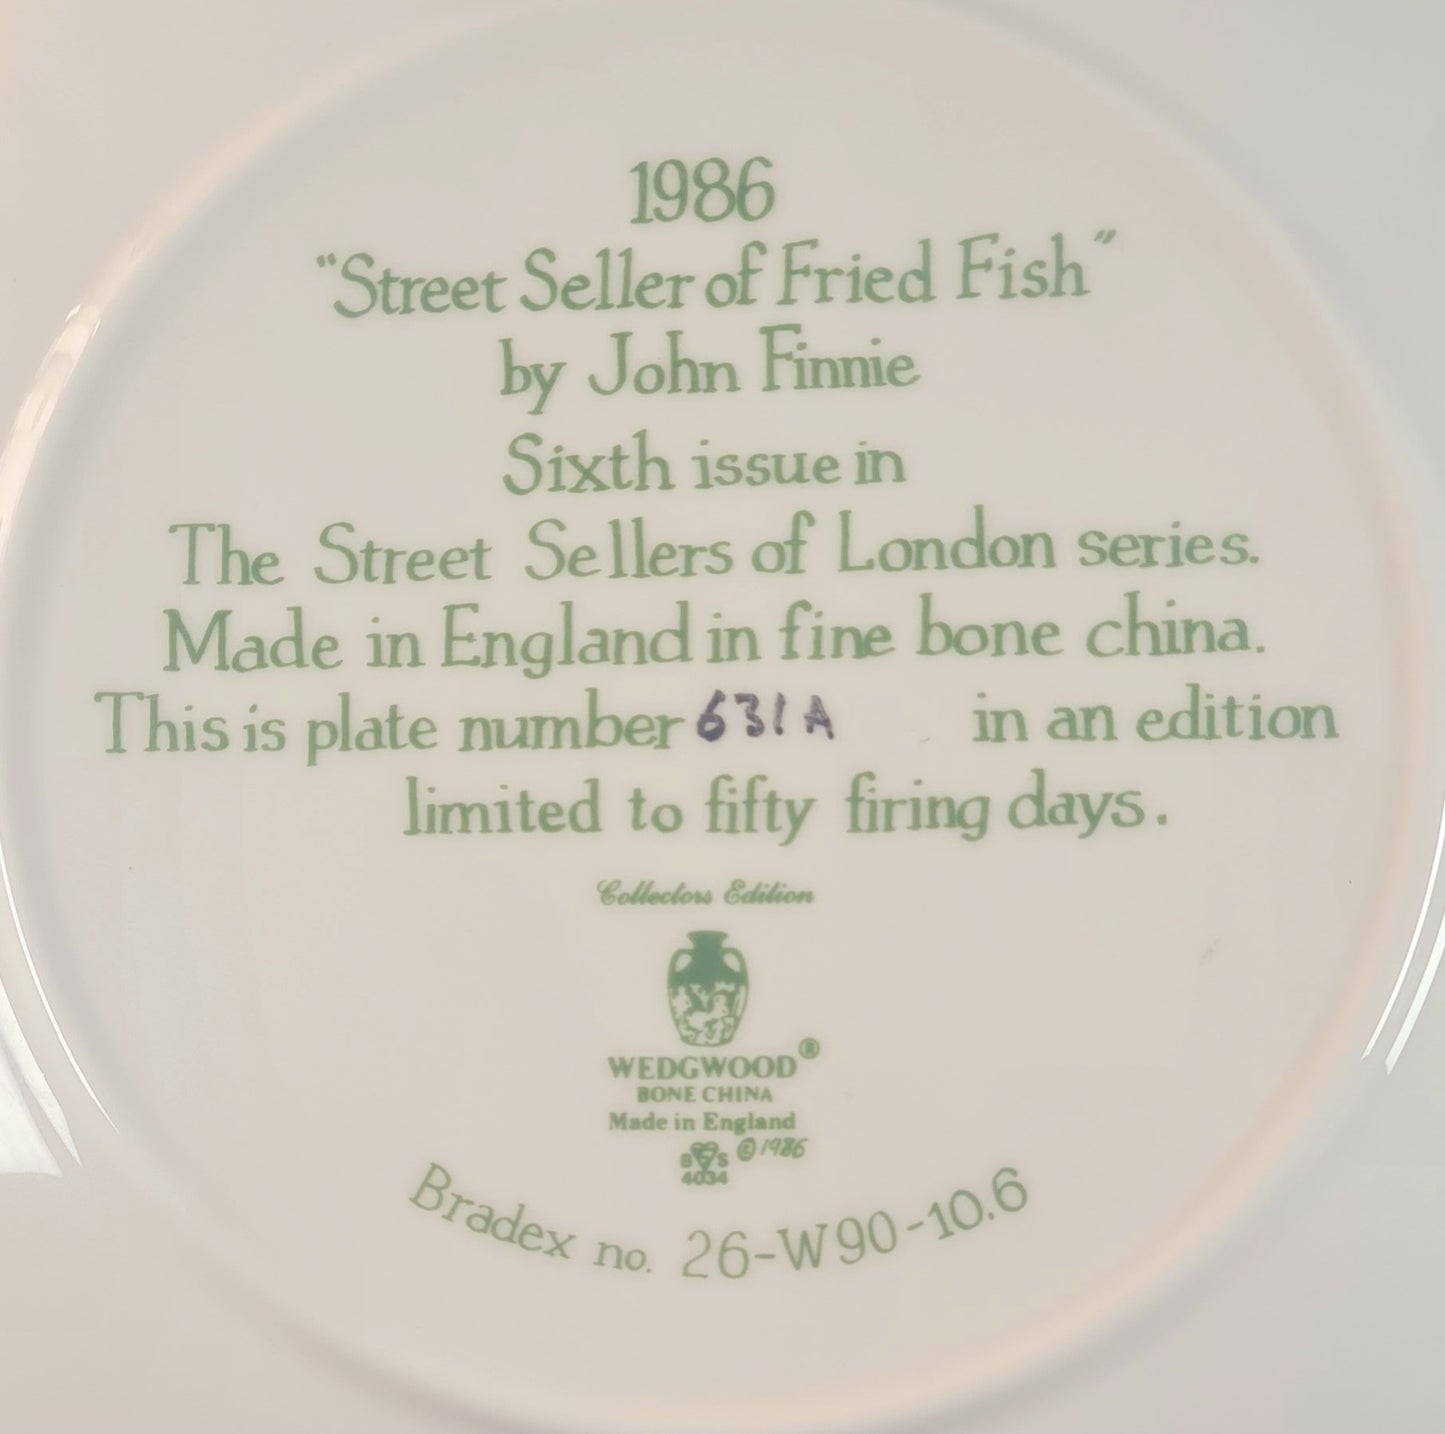 1986
"Street Seller of Fried Fish"
by John Finnie
Sixth issue in
The Street Sellers of London series.
Made in England in fine bone china.
This is plate number 631A in an edition
limited to fifty firing days.
Collectors Edition
WEDGWOOD®
BONE CHINA
Made in England
BS ©1986
4034
Bradex no. 26-W90-10.6